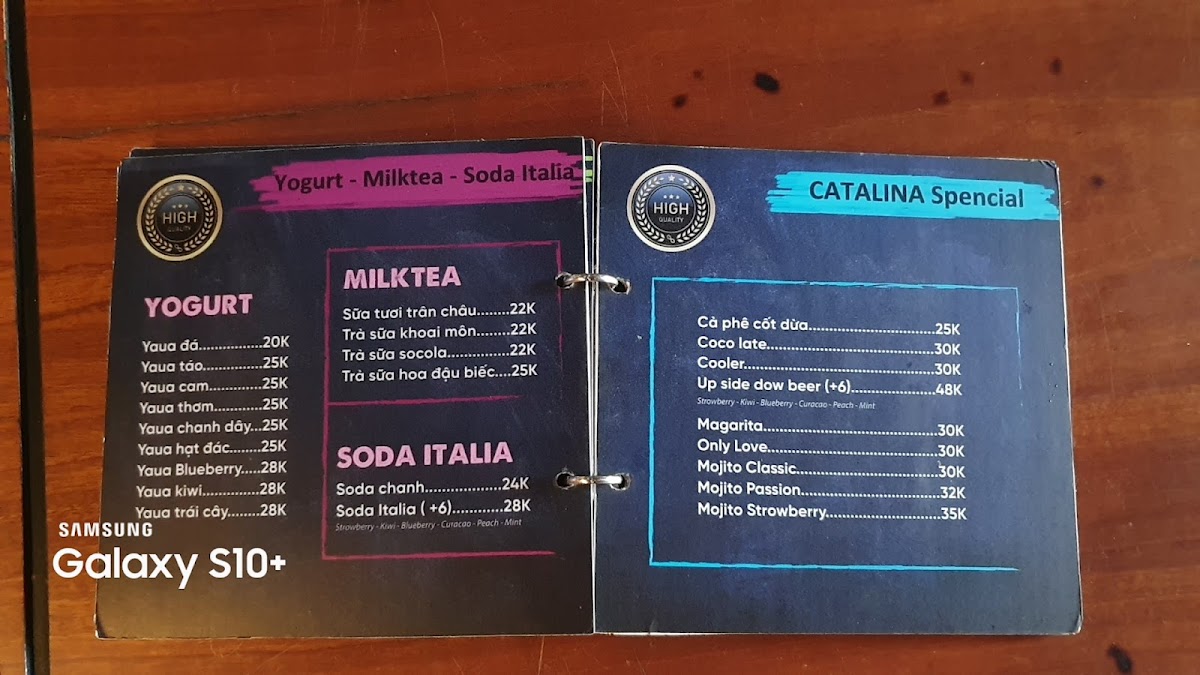 Yogurt - Milktea - Soda Italia
HIGH
QUALITY
YOGURT
Yaua đá...............20K
Yaua táo..............25K
Yaua cam............25K
Yaua thơm..........25K
Yaua chanh dây...25K
Yaua hạt đác........25K
Yaua Blueberry.....28K
Yaua kiwi..............28K
Yaua trái cây........28K
MILKTEA
Sữa tươi trân châu........22K
Trà sữa khoai môn........22K
Trà sữa socola...............22K
Trà sữa hoa đậu biếc....25K
SODA ITALIA
Soda chanh..................24K
Soda Italia ( +6)............28K
Strowberry - Kiwi - Blueberry - Curacao - Peach - Mint
CATALINA Spencial
HIGH
QUALITY
Cà phê cốt dừa..............................25K
Coco late.......................................30K
Cooler............................................30K
Up side dow beer (+6)....................48K
Strowberry - Kiwi - Blueberry - Curacao - Peach - Mint
Magarita.........................................30K
Only Love........................................30K
Mojito Classic.................................30K
Mojito Passion................................32K
Mojito Strowberry...........................35K
SAMSUNG
Galaxy S10+